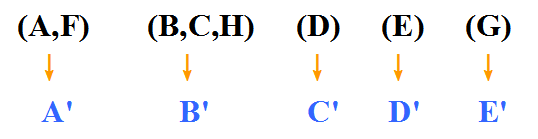 (A,F) (B,C,H) (D) (E) (G)
A' B' C' D' E'